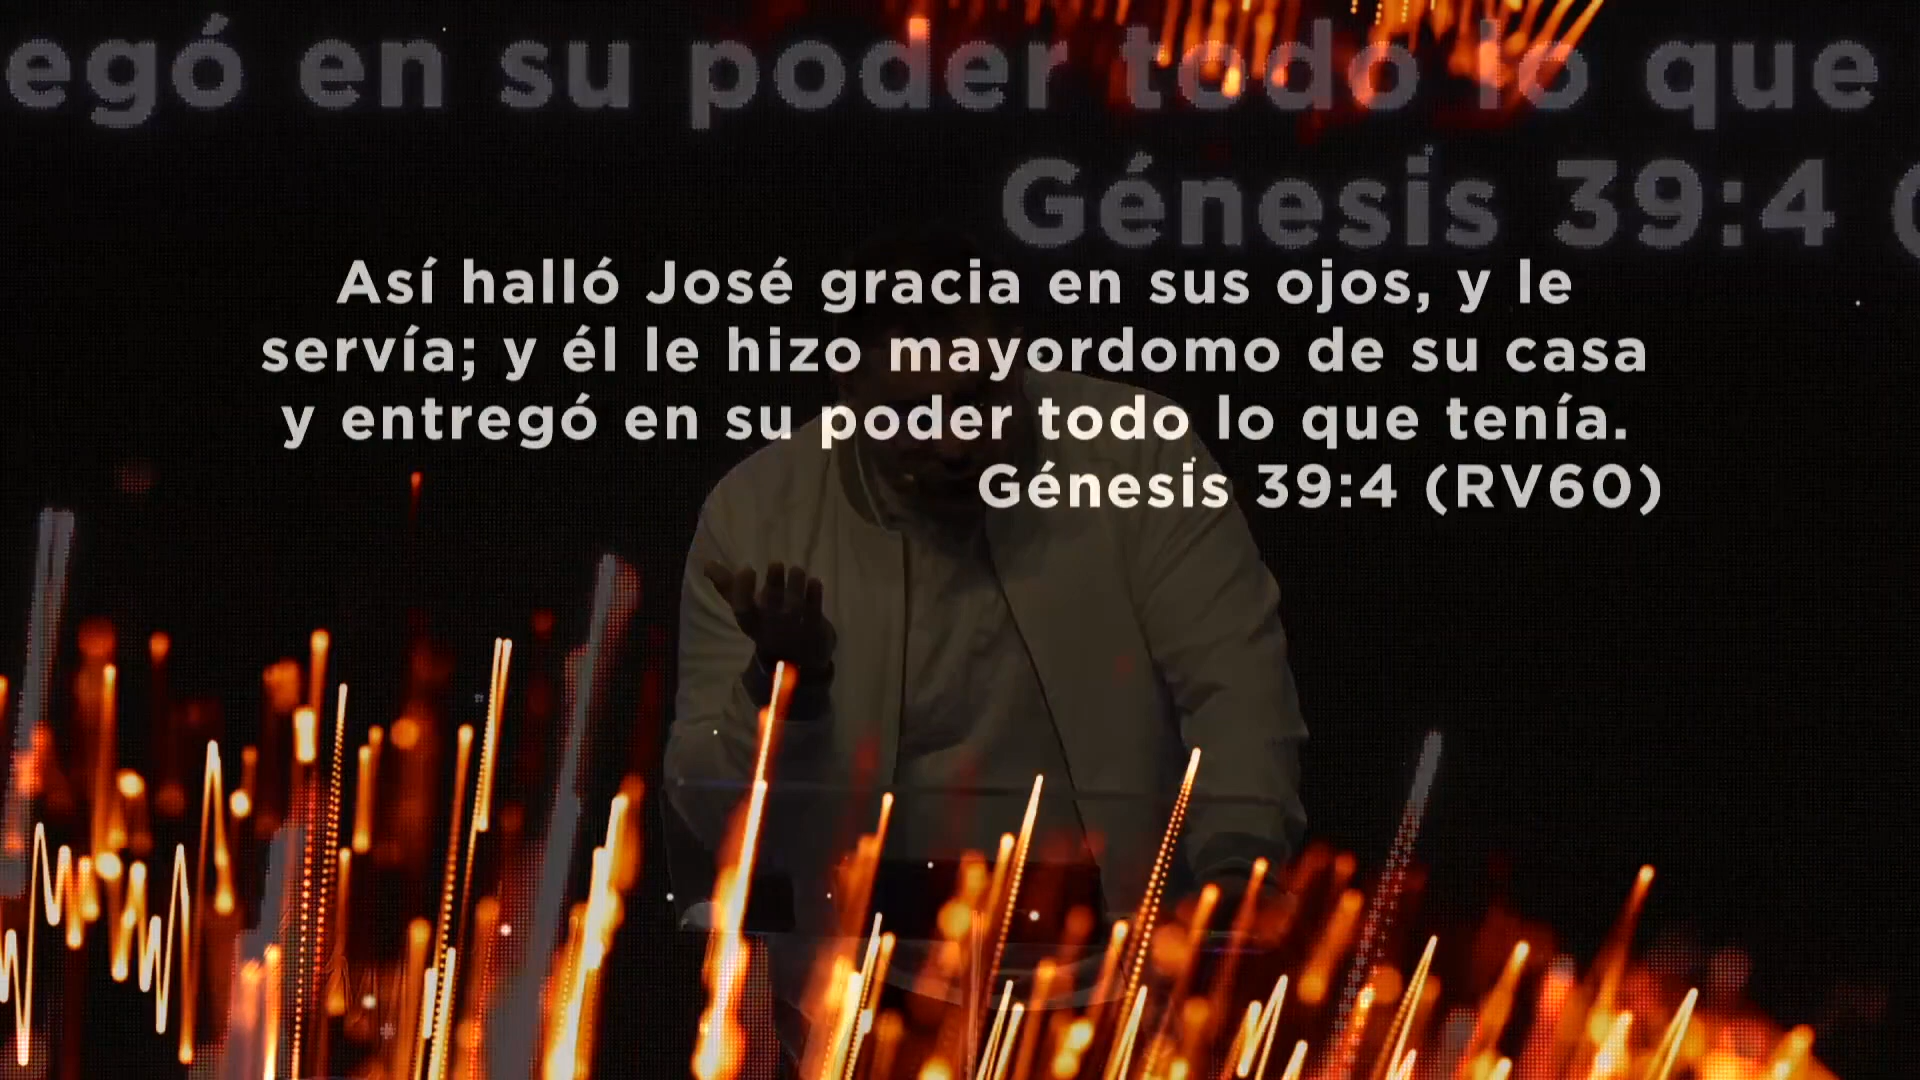 egó en su poder todo lo que
Génesis 39:4 (
Así halló José gracia en sus ojos, y le
servía; y él le hizo mayordomo de su casa
y entregó en su poder todo lo que tenía.
Génesis 39:4 (RV60)